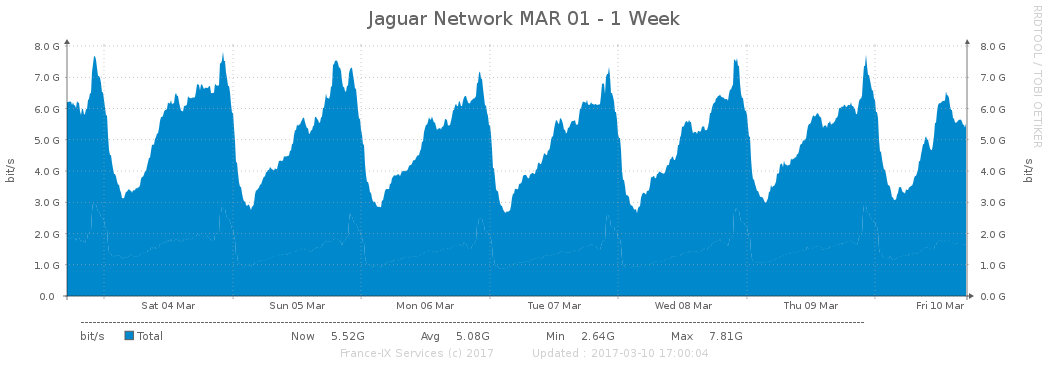 Jaguar Network MAR 01 - 1 Week
RRDTOOL / TOBI OETIKER
bit/s
8.0 G 8.0 G
7.0 G 7.0 G
6.0 G 6.0 G
5.0 G 5.0 G
4.0 G 4.0 G
3.0 G 3.0 G
2.0 G 2.0 G
1.0 G 1.0 G
0.0 0.0 G
bit/s
Sat 04 Mar Sun 05 Mar Mon 06 Mar Tue 07 Mar Wed 08 Mar Thu 09 Mar Fri 10 Mar
bit/s Total Now 5.52G Avg 5.08G Min 2.64G Max 7.81G
France-IX Services (c) 2017 Updated : 2017-03-10 17:00:04